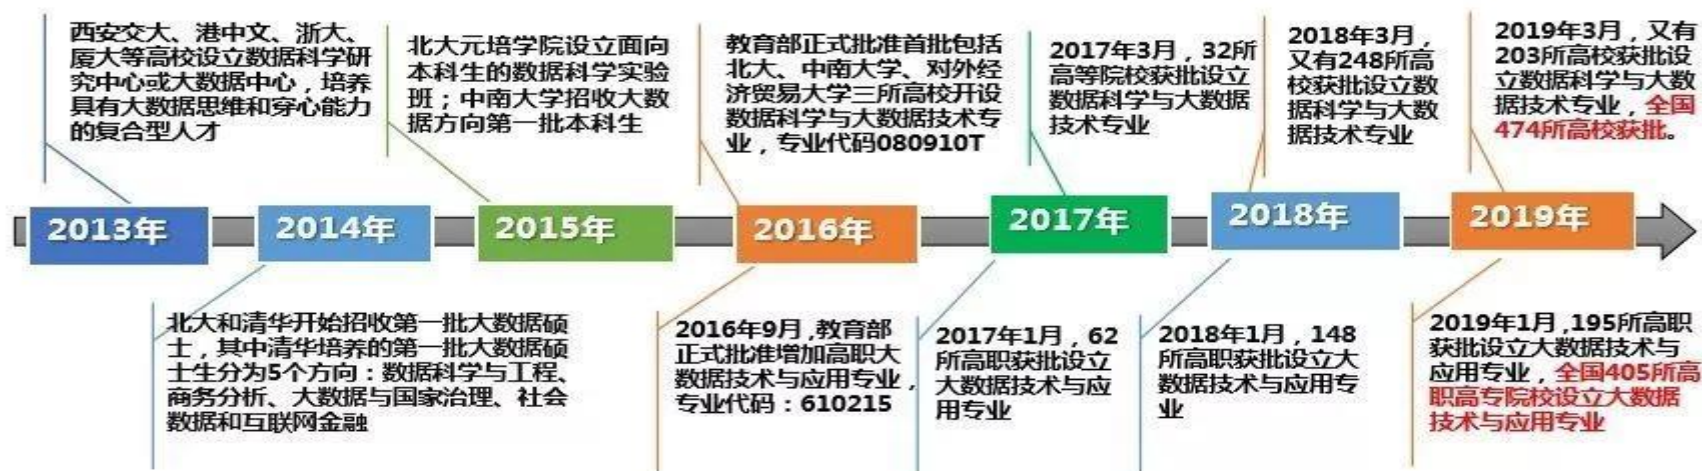 西安交大、港中文、浙大、
厦大等高校设立数据科学研
究中心或大数据中心，培养
具有大数据思维和穿心能力
的复合型人才
北大元培学院设立面向
本科生的数据科学实验
班；中南大学招收大数
据方向第一批本科生
教育部正式批准首批包括
北大、中南大学、对外经
济贸易大学三所高校开设
数据科学与大数据技术专
业，专业代码080910T
2017年3月，32所
高等院校获批设立
数据科学与大数据
技术专业
2018年3月，
又有248所高
校获批设立数
据科学与大数
据技术专业
2019年3月，又有
203所高校获批设
立数据科学与大数
据技术专业，全国
474所高校获批。
2013年
2014年
2015年
2016年
2017年
2018年
2019年
北大和清华开始招收第一批大数据硕
士，其中清华培养的第一批大数据硕
士生分为5个方向：数据科学与工程、
商务分析、大数据与国家治理、社会
数据和互联网金融
2016年9月,教育部
正式批准增加高职大
数据技术与应用专业，
专业代码：610215
2017年1月，62
所高职获批设立
大数据技术与应
用专业
2018年1月，148
所高职获批设立大
数据技术与应用专
业
2019年1月,195所高职
获批设立大数据技术与
应用专业，全国405所高
职高专院校设立大数据
技术与应用专业